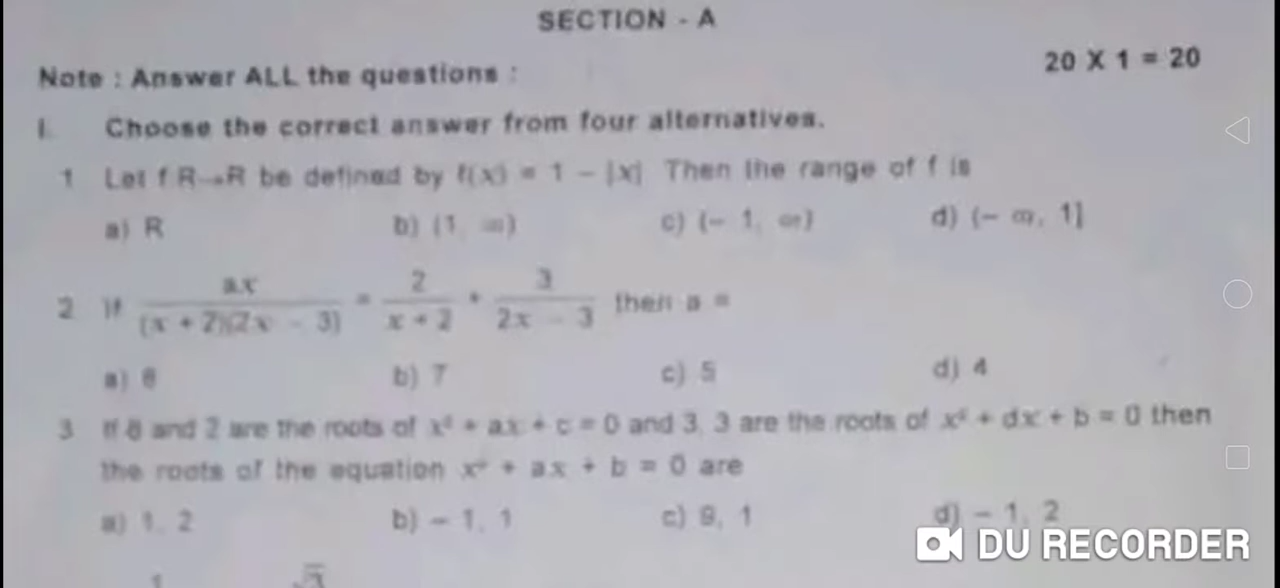 SECTION - A
20 X 1 = 20
Note : Answer ALL the questions :
I. Choose the correct answer from four alternatives.
1 Let f R→R be defined by f(x) = 1 – |x| Then the range of f is
a) R b) (1, ∞) c) (– 1, ∞) d) (– ∞, 1]
2 If ax/((x + 2)(2x - 3)) = 2/(x + 2) + 3/(2x - 3) then a =
a) 6 b) 7 c) 5 d) 4
3 If 8 and 2 are the roots of x² + ax + c = 0 and 3, 3 are the roots of x² + dx + b = 0 then
the roots of the equation x² + ax + b = 0 are
a) 1, 2 b) – 1, 1 c) 9, 1 d) – 1, 2
DU RECORDER